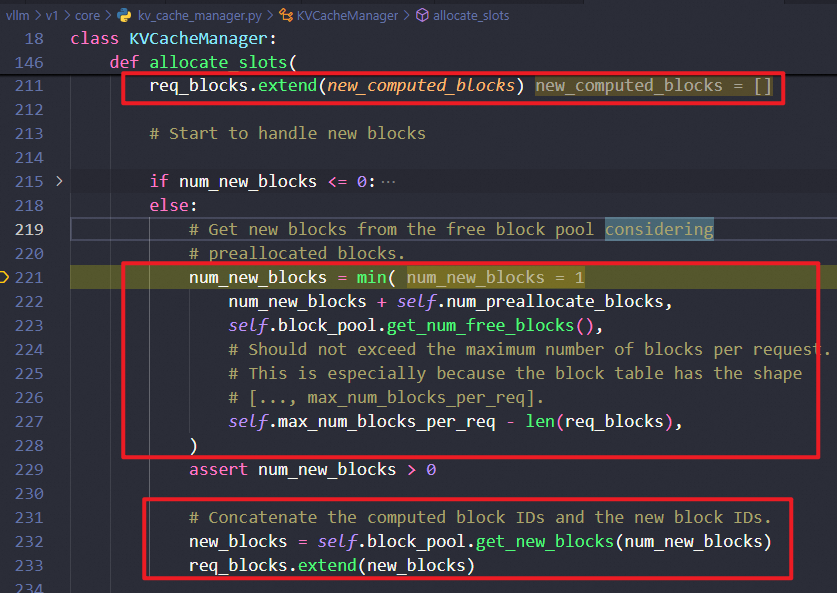 vllm > v1 > core > kv_cache_manager.py > KVCacheManager > allocate_slots
18 class KVCacheManager:
146 def allocate_slots(
211 req_blocks.extend(new_computed_blocks) new_computed_blocks = []
212
213 # Start to handle new blocks
214
215 > if num_new_blocks <= 0: ···
218 else:
219 # Get new blocks from the free block pool considering
220 # preallocated blocks.
221 num_new_blocks = min( num_new_blocks = 1
222 num_new_blocks + self.num_preallocate_blocks,
223 self.block_pool.get_num_free_blocks(),
224 # Should not exceed the maximum number of blocks per request.
225 # This is especially because the block table has the shape
226 # [..., max_num_blocks_per_req].
227 self.max_num_blocks_per_req - len(req_blocks),
228 )
229 assert num_new_blocks > 0
230
231 # Concatenate the computed block IDs and the new block IDs.
232 new_blocks = self.block_pool.get_new_blocks(num_new_blocks)
233 req_blocks.extend(new_blocks)
234